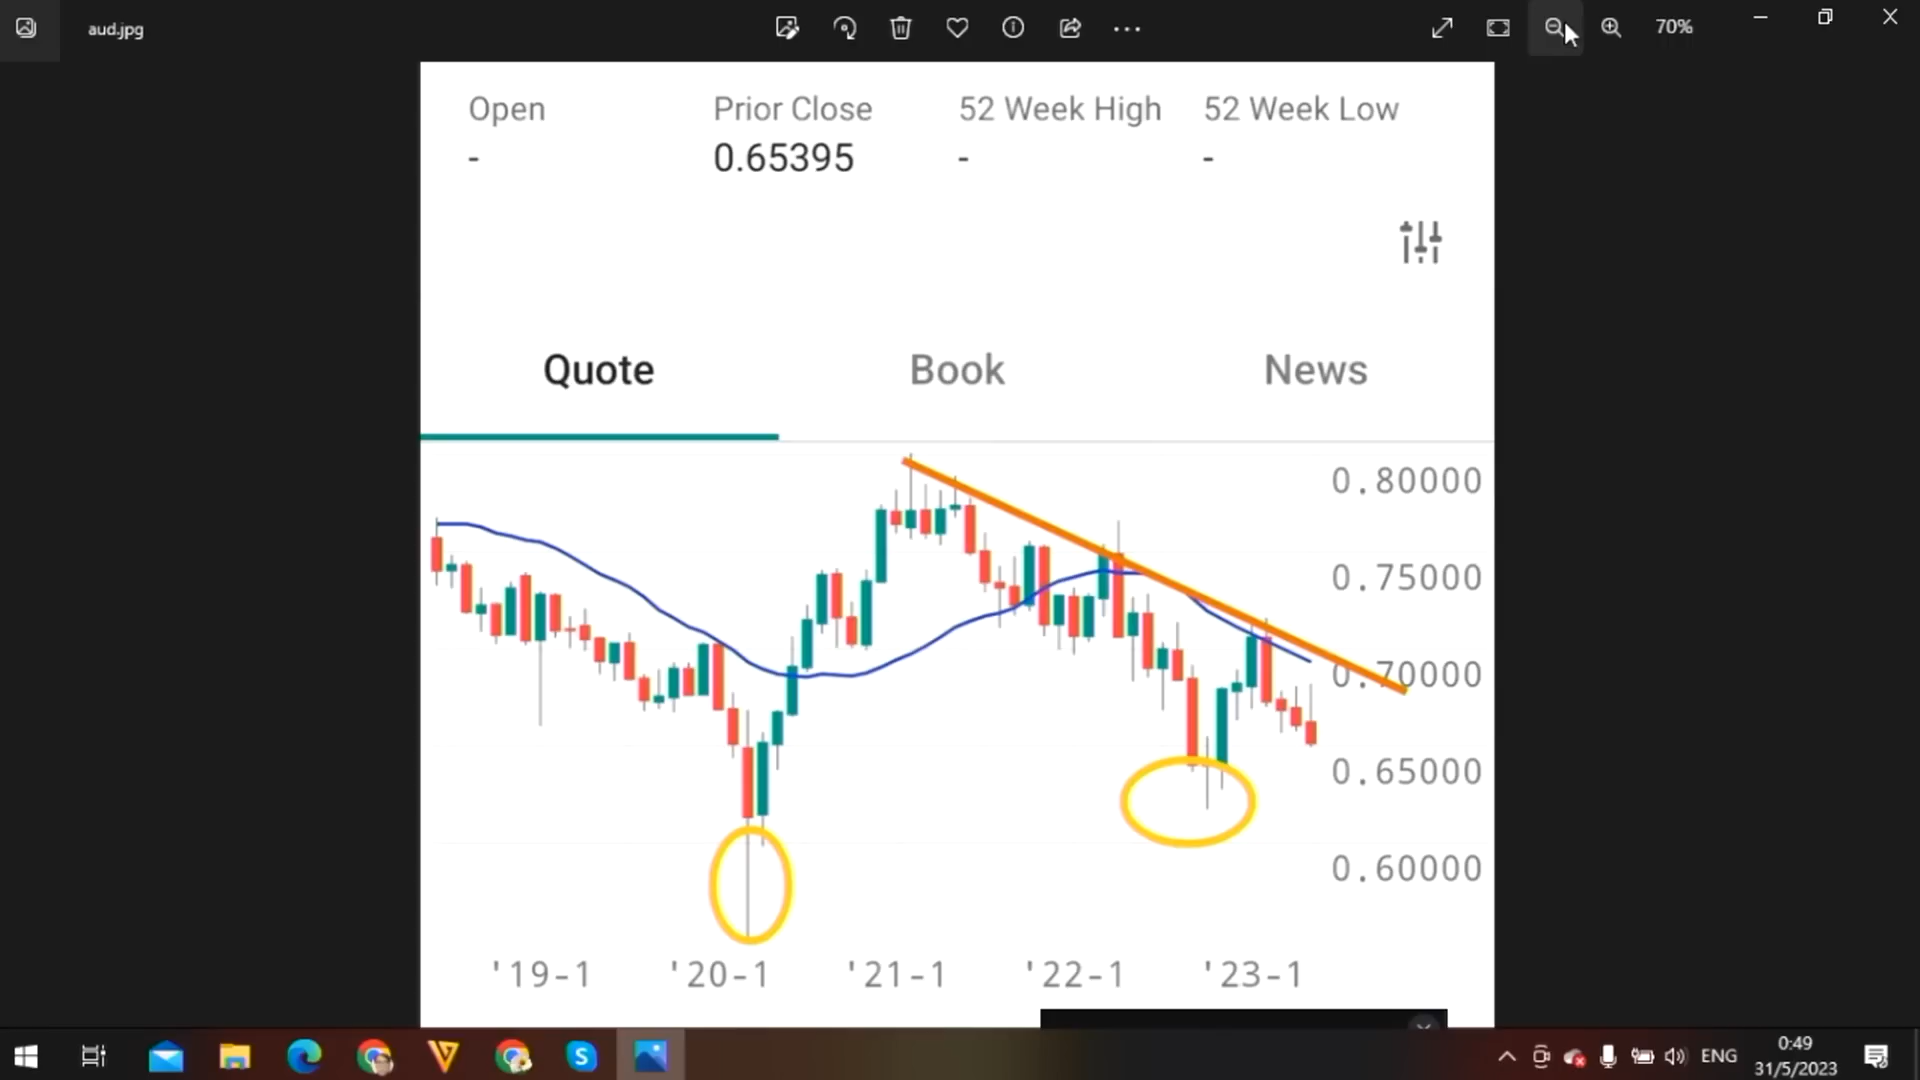 aud.jpg
70%
Open Prior Close 52 Week High 52 Week Low
- 0.65395 - -
Quote Book News
0.80000
0.75000
0.70000
0.65000
0.60000
'19-1 '20-1 '21-1 '22-1 '23-1
ENG
0:49
31/5/2023